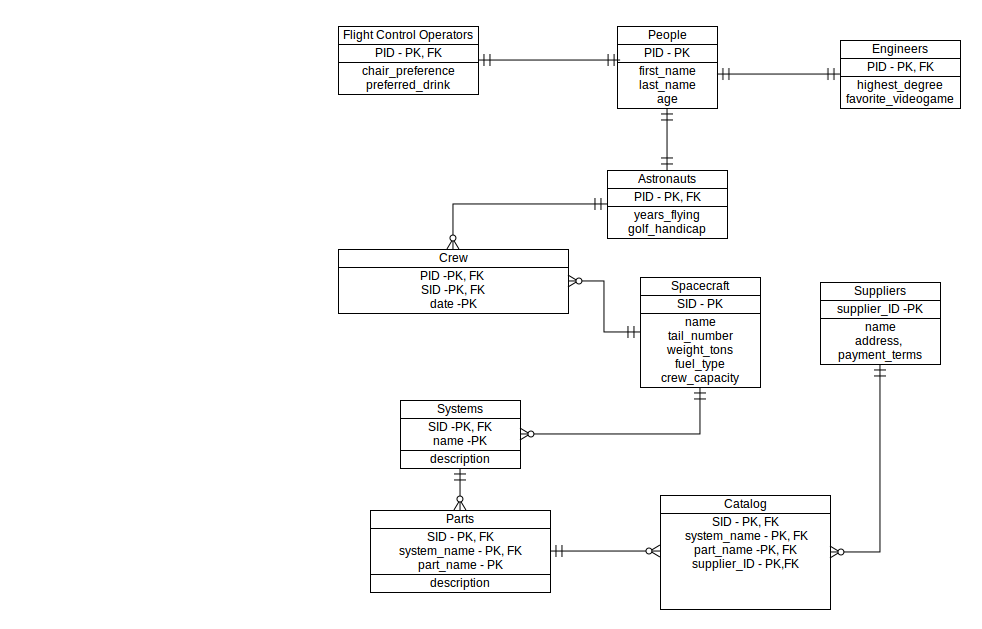 Flight Control Operators
PID - PK, FK
chair_preference
preferred_drink
People
PID - PK
first_name
last_name
age
Engineers
PID - PK, FK
highest_degree
favorite_videogame
Astronauts
PID - PK, FK
years_flying
golf_handicap
Crew
PID -PK, FK
SID -PK, FK
date -PK
Spacecraft
SID - PK
name
tail_number
weight_tons
fuel_type
crew_capacity
Suppliers
supplier_ID -PK
name
address,
payment_terms
Systems
SID -PK, FK
name -PK
description
Parts
SID - PK, FK
system_name - PK, FK
part_name - PK
description
Catalog
SID - PK, FK
system_name - PK, FK
part_name -PK, FK
supplier_ID - PK,FK